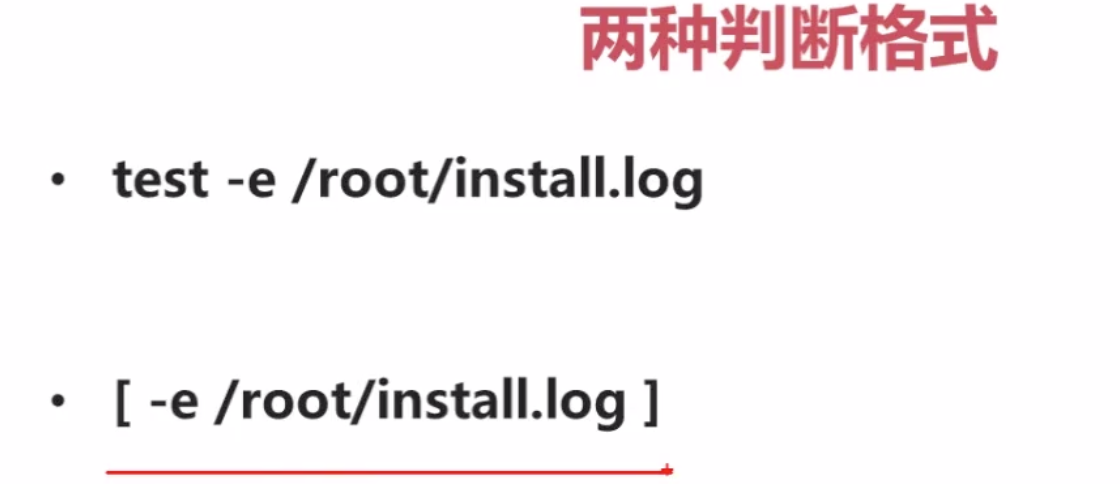 两种判断格式
• test -e /root/install.log
• [ -e /root/install.log ]